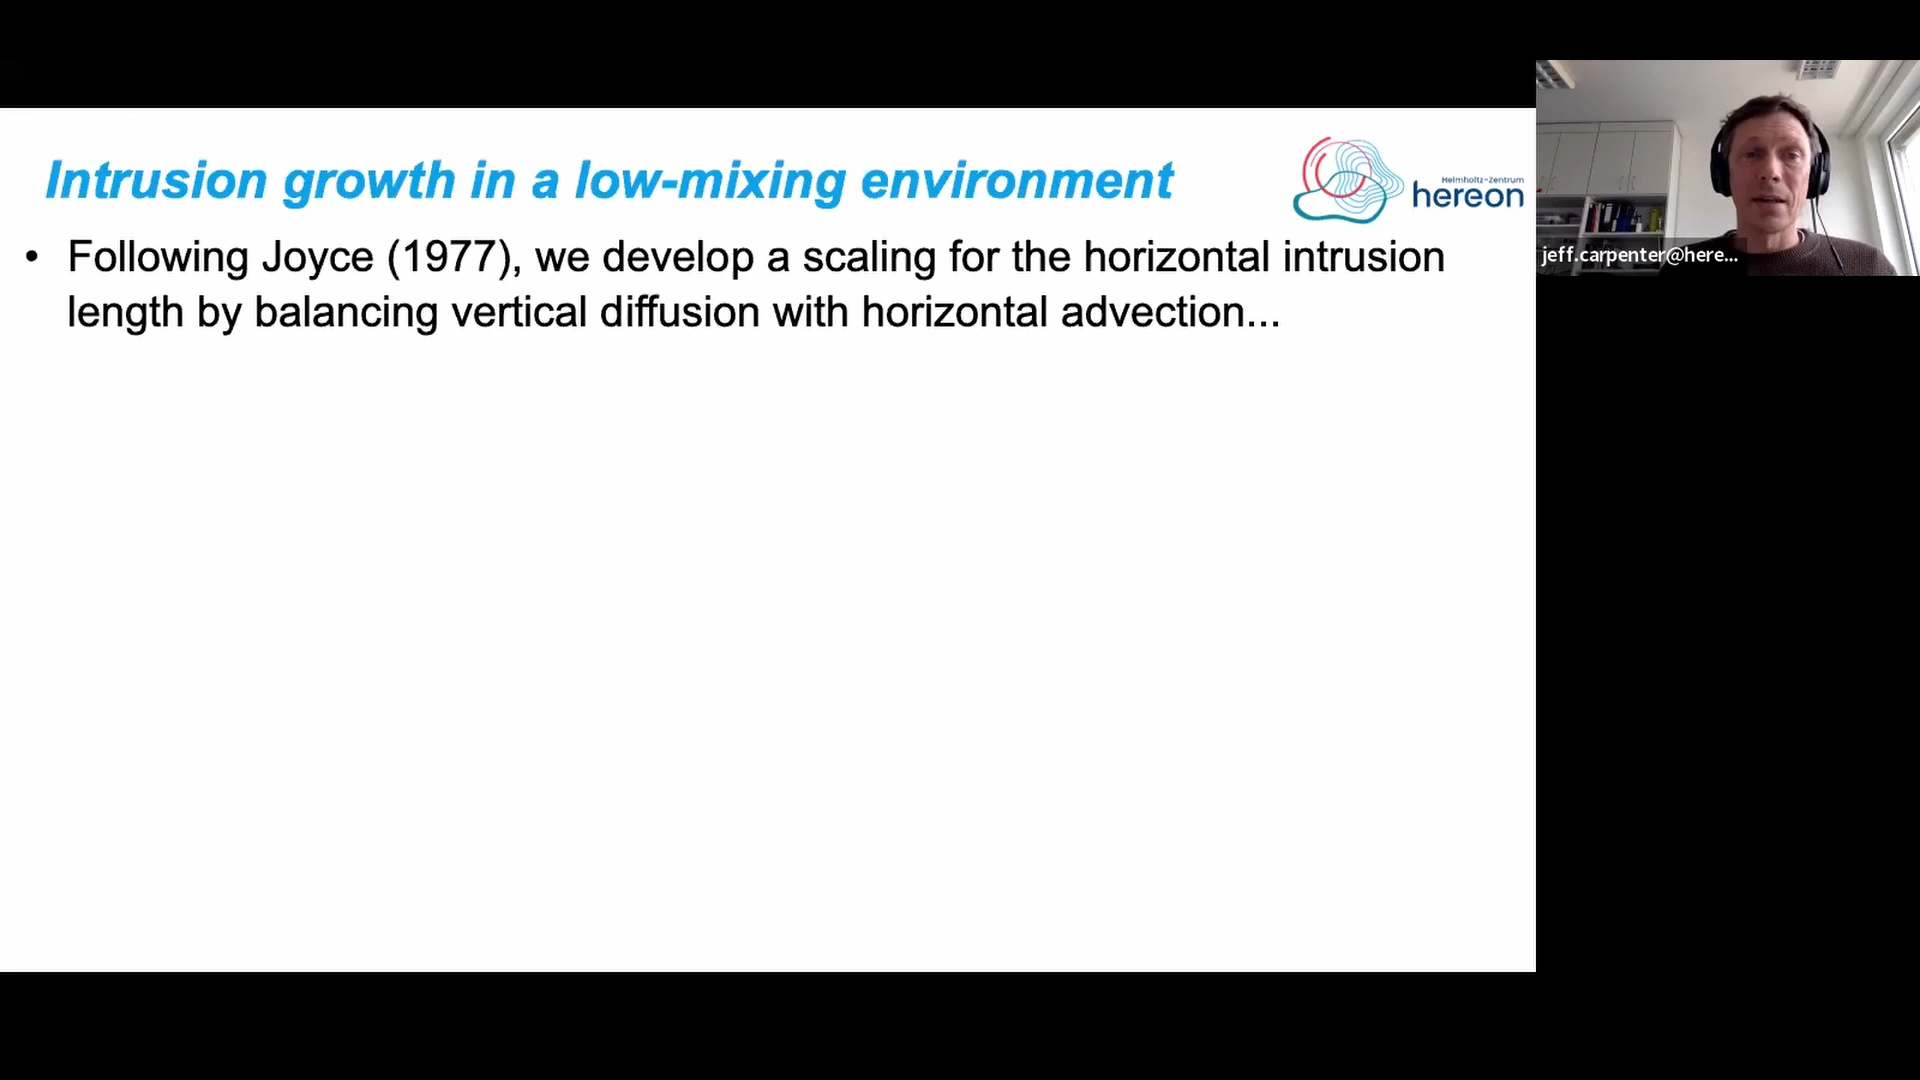 Intrusion growth in a low-mixing environment
Helmholtz-Zentrum
hereon
• Following Joyce (1977), we develop a scaling for the horizontal intrusion
length by balancing vertical diffusion with horizontal advection...
jeff.carpenter@here...